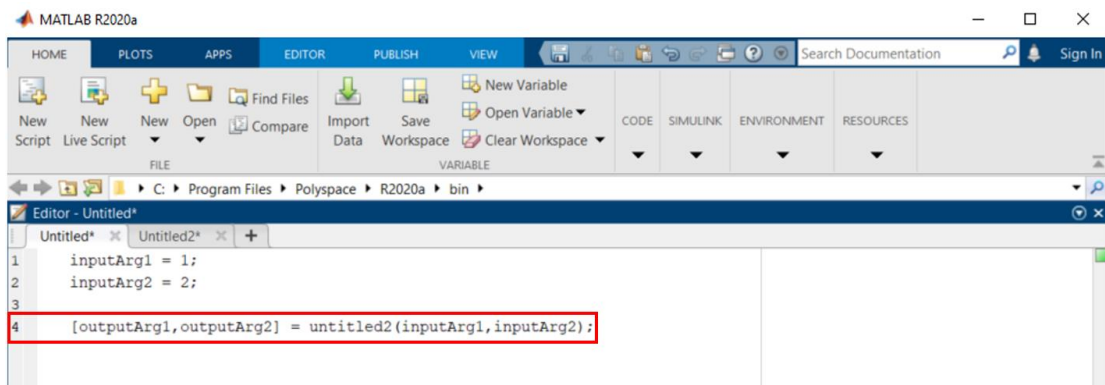 MATLAB R2020a
HOME PLOTS APPS EDITOR PUBLISH VIEW Search Documentation Sign In
New Script
New Live Script
New
Open
Find Files
Compare
FILE
Import Data
Save Workspace
New Variable
Open Variable
Clear Workspace
VARIABLE
CODE
SIMULINK
ENVIRONMENT
RESOURCES
C: Program Files Polyspace R2020a bin
Editor - Untitled*
Untitled* Untitled2* +
1 inputArg1 = 1;
2 inputArg2 = 2;
3
4 [outputArg1,outputArg2] = untitled2(inputArg1,inputArg2);